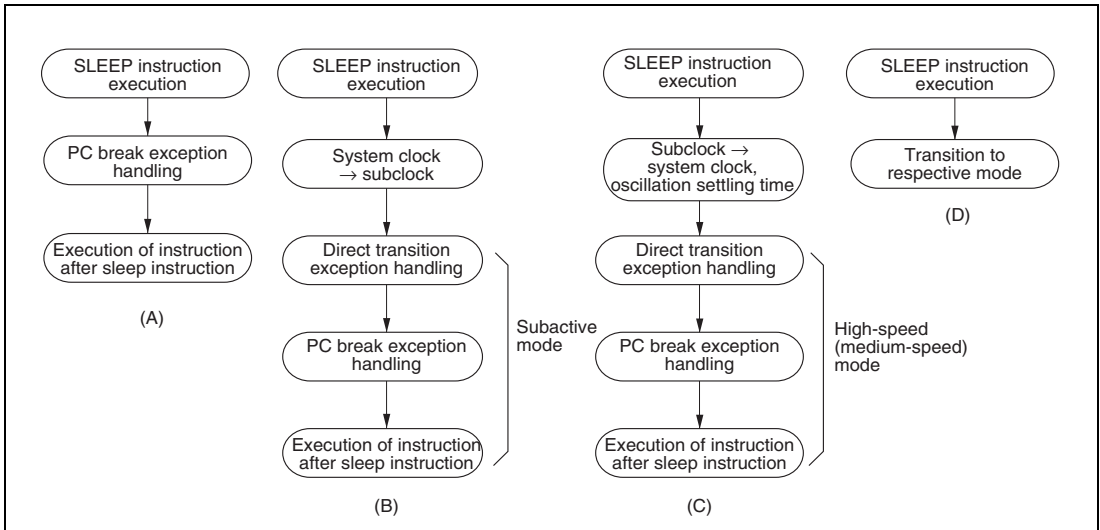 SLEEP instruction
execution
PC break exception
handling
Execution of instruction
after sleep instruction
(A)
SLEEP instruction
execution
System clock
→ subclock
Direct transition
exception handling
PC break exception
handling
Execution of instruction
after sleep instruction
Subactive
mode
(B)
SLEEP instruction
execution
Subclock →
system clock,
oscillation settling time
Direct transition
exception handling
PC break exception
handling
Execution of instruction
after sleep instruction
High-speed
(medium-speed)
mode
(C)
SLEEP instruction
execution
Transition to
respective mode
(D)